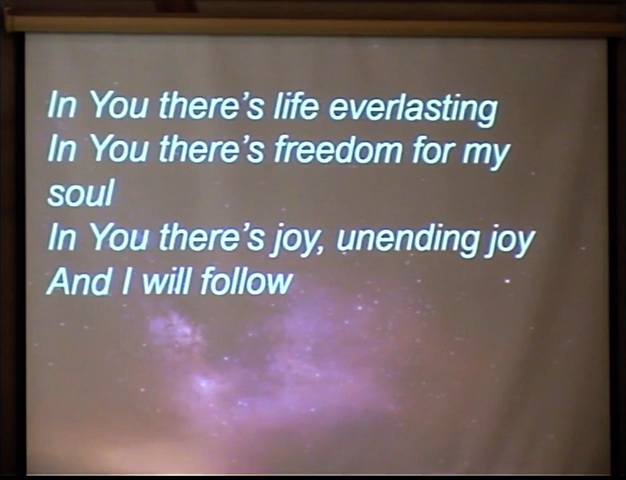 In You there's life everlasting
In You there's freedom for my
soul
In You there's joy, unending joy
And I will follow